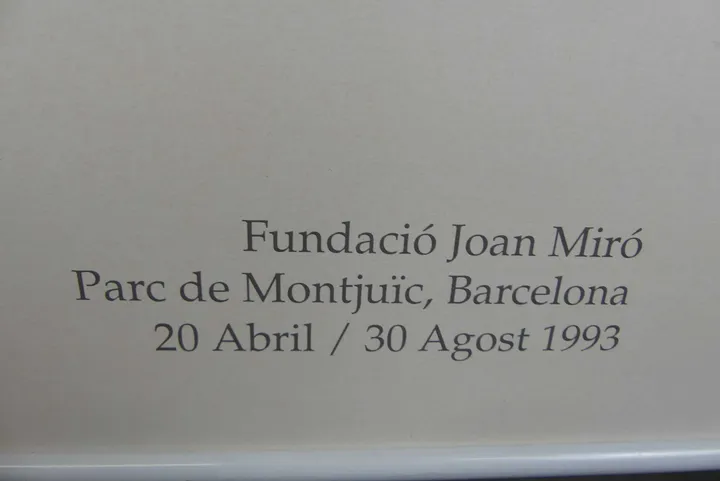 Fundació Joan Miró
Parc de Montjuïc, Barcelona
20 Abril / 30 Agost 1993